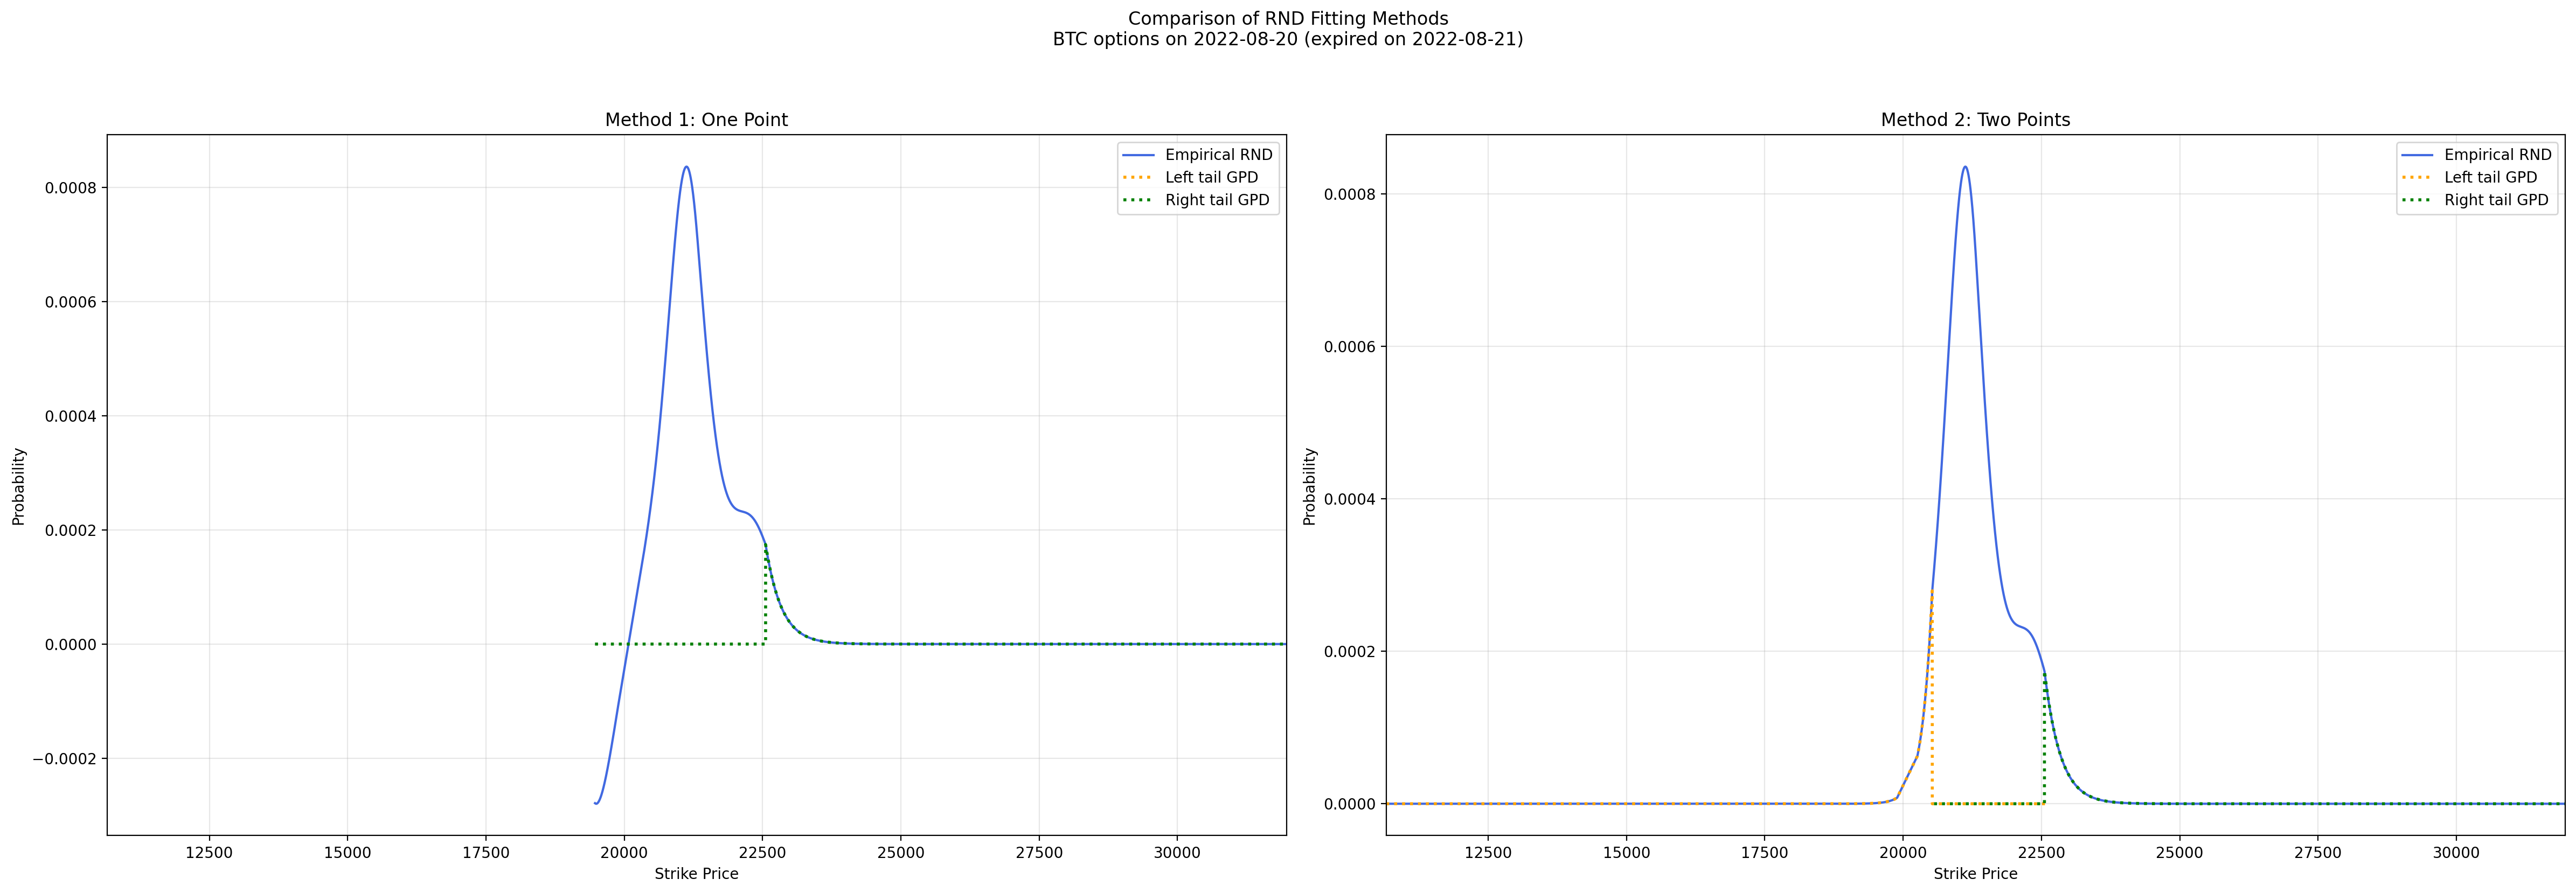 Comparison of RND Fitting Methods
BTC options on 2022-08-20 (expired on 2022-08-21)
Method 1: One Point
Empirical RND
Left tail GPD
Right tail GPD
0.0008
0.0006
0.0004
0.0002
0.0000
−0.0002
Probability
12500 15000 17500 20000 22500 25000 27500 30000
Strike Price
Method 2: Two Points
Empirical RND
Left tail GPD
Right tail GPD
0.0008
0.0006
0.0004
0.0002
0.0000
Probability
12500 15000 17500 20000 22500 25000 27500 30000
Strike Price